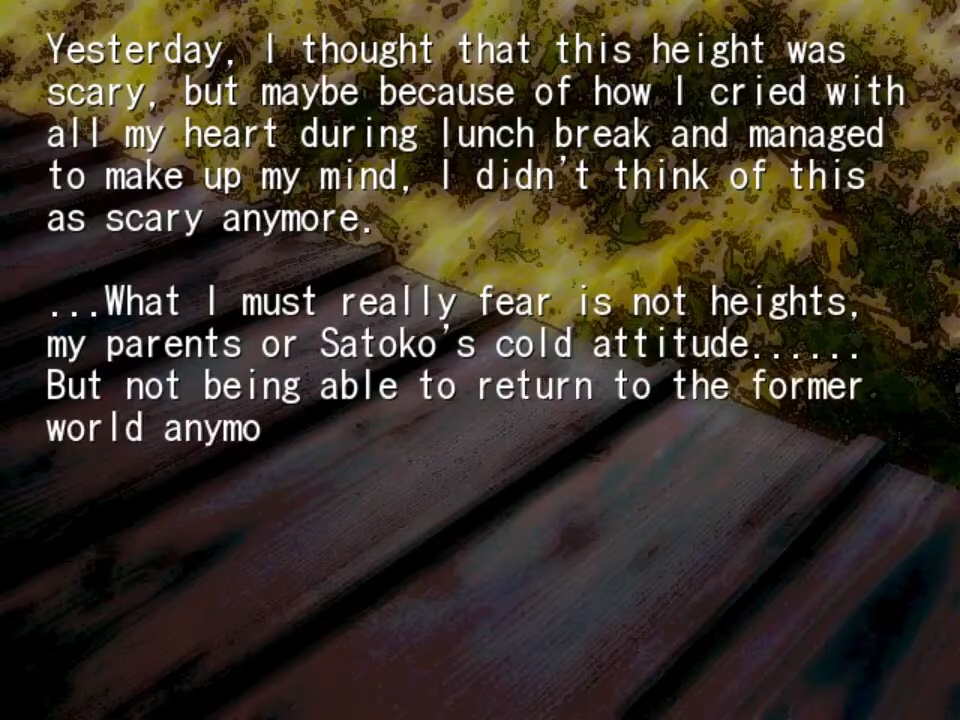 Yesterday, I thought that this height was
scary, but maybe because of how I cried with
all my heart during lunch break and managed
to make up my mind, I didn't think of this
as scary anymore.
...What I must really fear is not heights,
my parents or Satoko's cold attitude......
But not being able to return to the former
world anymo